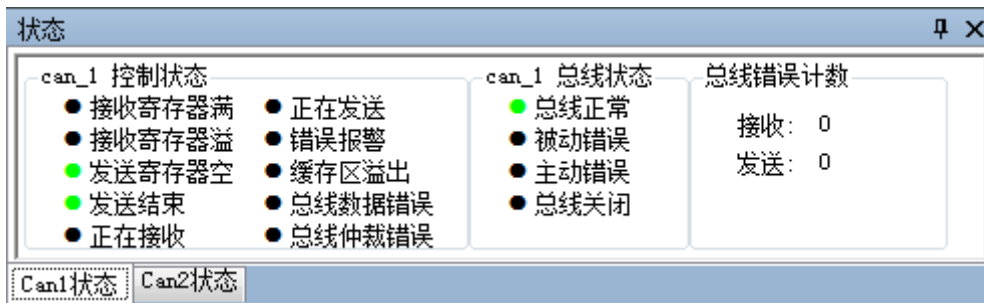 状态
can_1 控制状态
接收寄存器满
接收寄存器溢
发送寄存器空
发送结束
正在接收
正在发送
错误报警
缓存区溢出
总线数据错误
总线仲裁错误
can_1 总线状态
总线正常
被动错误
主动错误
总线关闭
总线错误计数
接收: 0
发送: 0
Can1状态 Can2状态